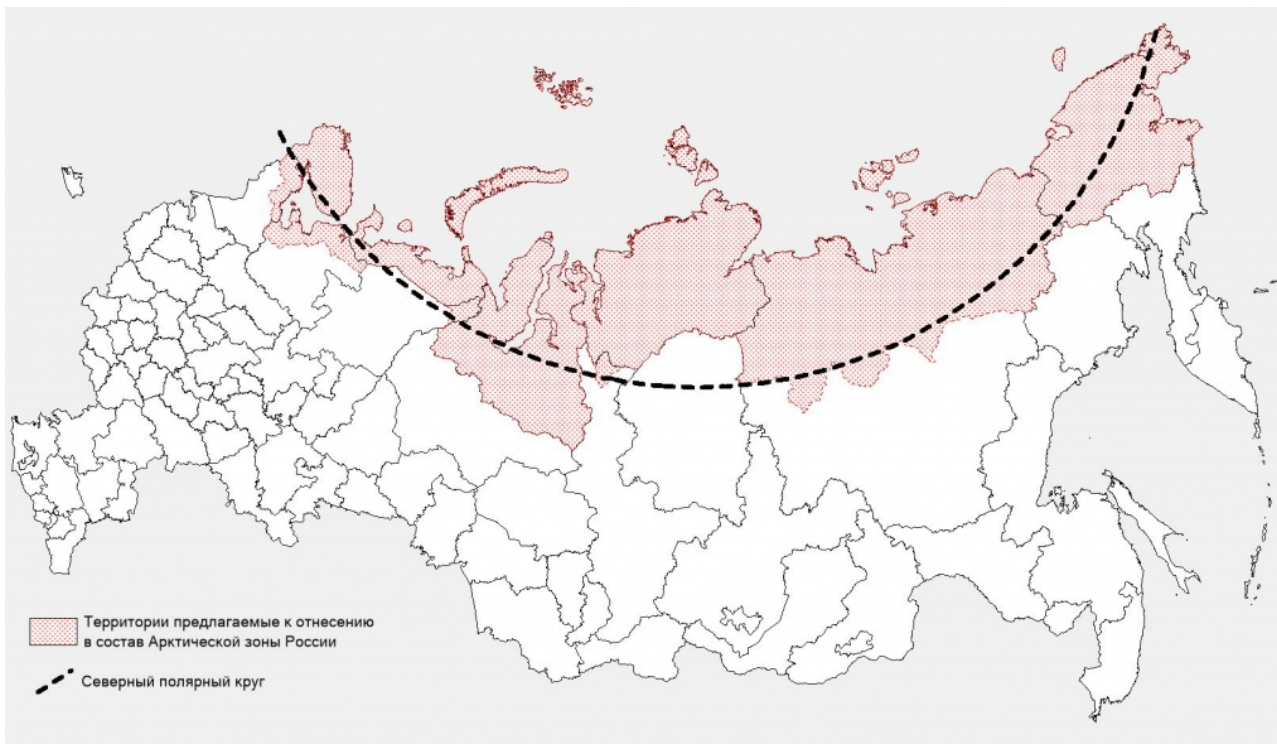 Территории предлагаемые к отнесению
в состав Арктической зоны России
Северный полярный круг